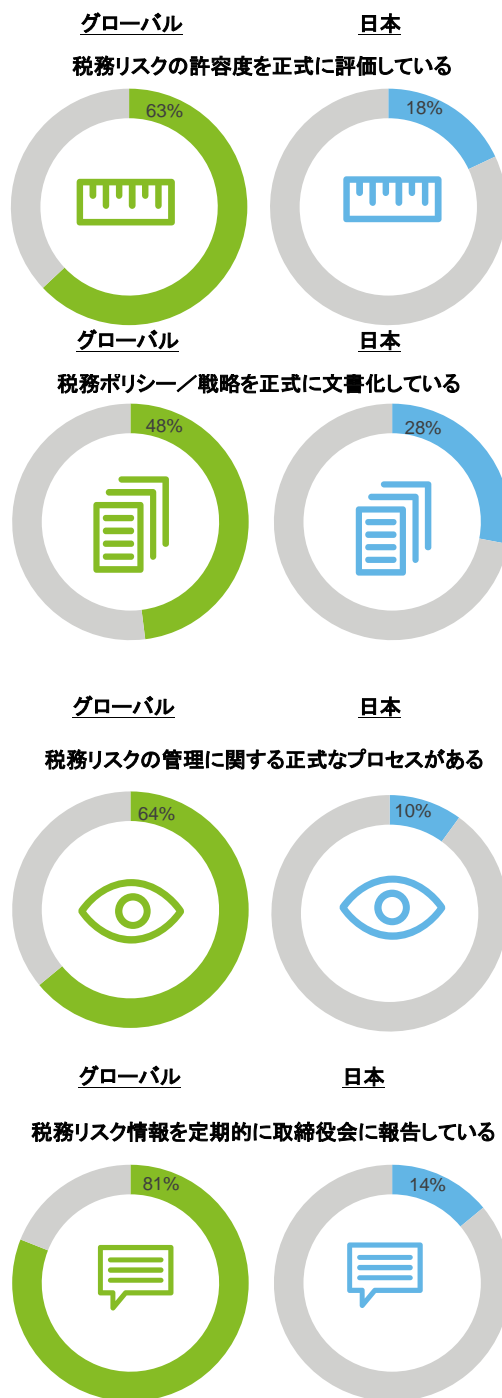 グローバル 日本
税務リスクの許容度を正式に評価している
63% 18%
グローバル 日本
税務ポリシー／戦略を正式に文書化している
48% 28%
グローバル 日本
税務リスクの管理に関する正式なプロセスがある
64% 10%
グローバル 日本
税務リスク情報を定期的に取締役会に報告している
81% 14%